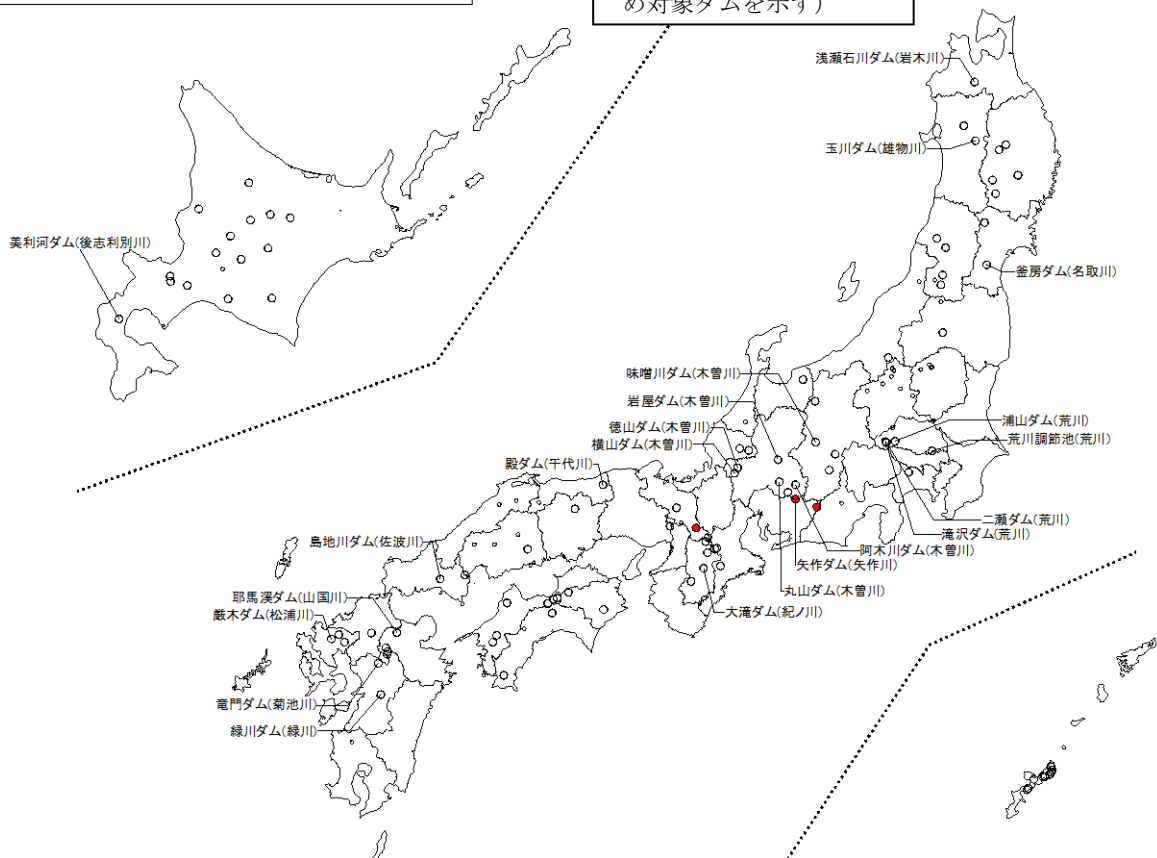 め対象ダムを示す）
浅瀬石川ダム(岩木川)
玉川ダム(雄物川)
美利河ダム(後志利別川)
釜房ダム(名取川)
味噌川ダム(木曽川)
岩屋ダム(木曽川)
徳山ダム(木曽川)
横山ダム(木曽川)
殿ダム(千代川)
浦山ダム(荒川)
荒川調節池(荒川)
二瀬ダム(荒川)
滝沢ダム(荒川)
阿木川ダム(木曽川)
矢作ダム(矢作川)
丸山ダム(木曽川)
大滝ダム(紀ノ川)
島地川ダム(佐波川)
耶馬溪ダム(山国川)
厳木ダム(松浦川)
竜門ダム(菊池川)
緑川ダム(緑川)